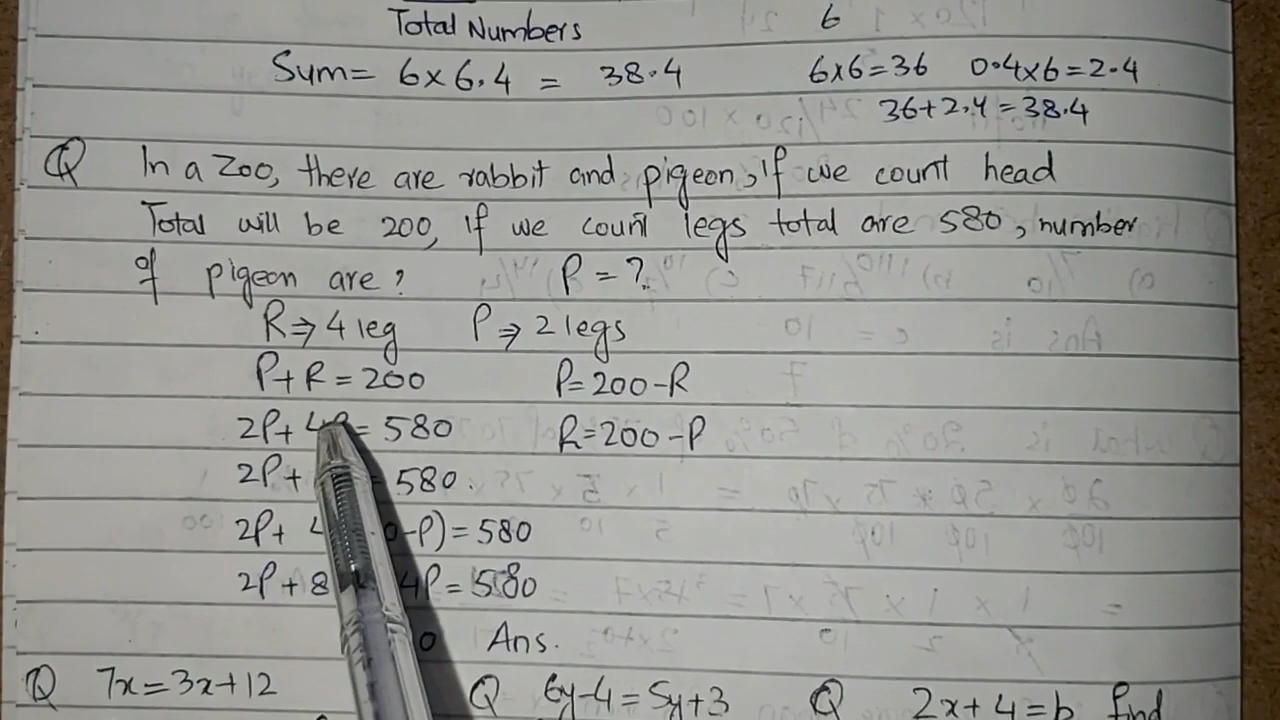 Total Numbers 6
Sum = 6 x 6.4 = 38.4 6x6=36 0.4x6=2.4
36+2.4=38.4
Q In a Zoo, there are rabbit and pigeon, if we count head
Total will be 200, if we count legs total are 580, number
of pigeon are? P = ?
R ⇒ 4 leg P ⇒ 2 legs
P+R = 200 P=200-R
2P+ 4 = 580 R=200-P
2P+ = 580.
2P+ 4 -P) = 580
2P+8 4P = 580
0 Ans.
Q 7x=3x+12 Q 6y-4=5y+3 Q 2x+4=b find